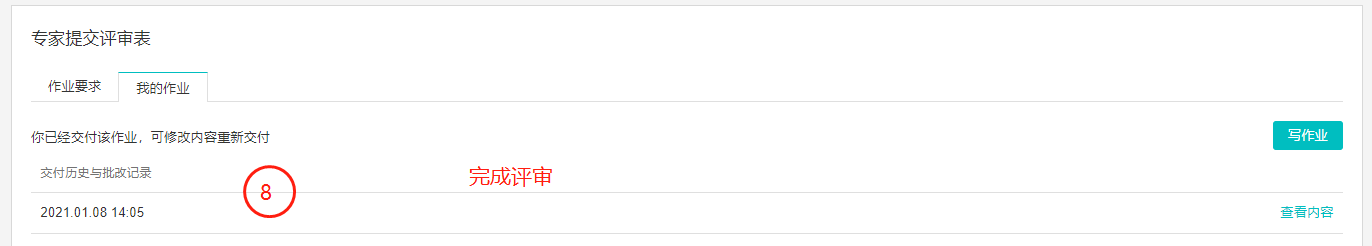 专家提交评审表
作业要求 我的作业
你已经交付该作业，可修改内容重新交付 写作业
交付历史与批改记录
8 完成评审
2021.01.08 14:05 查看内容